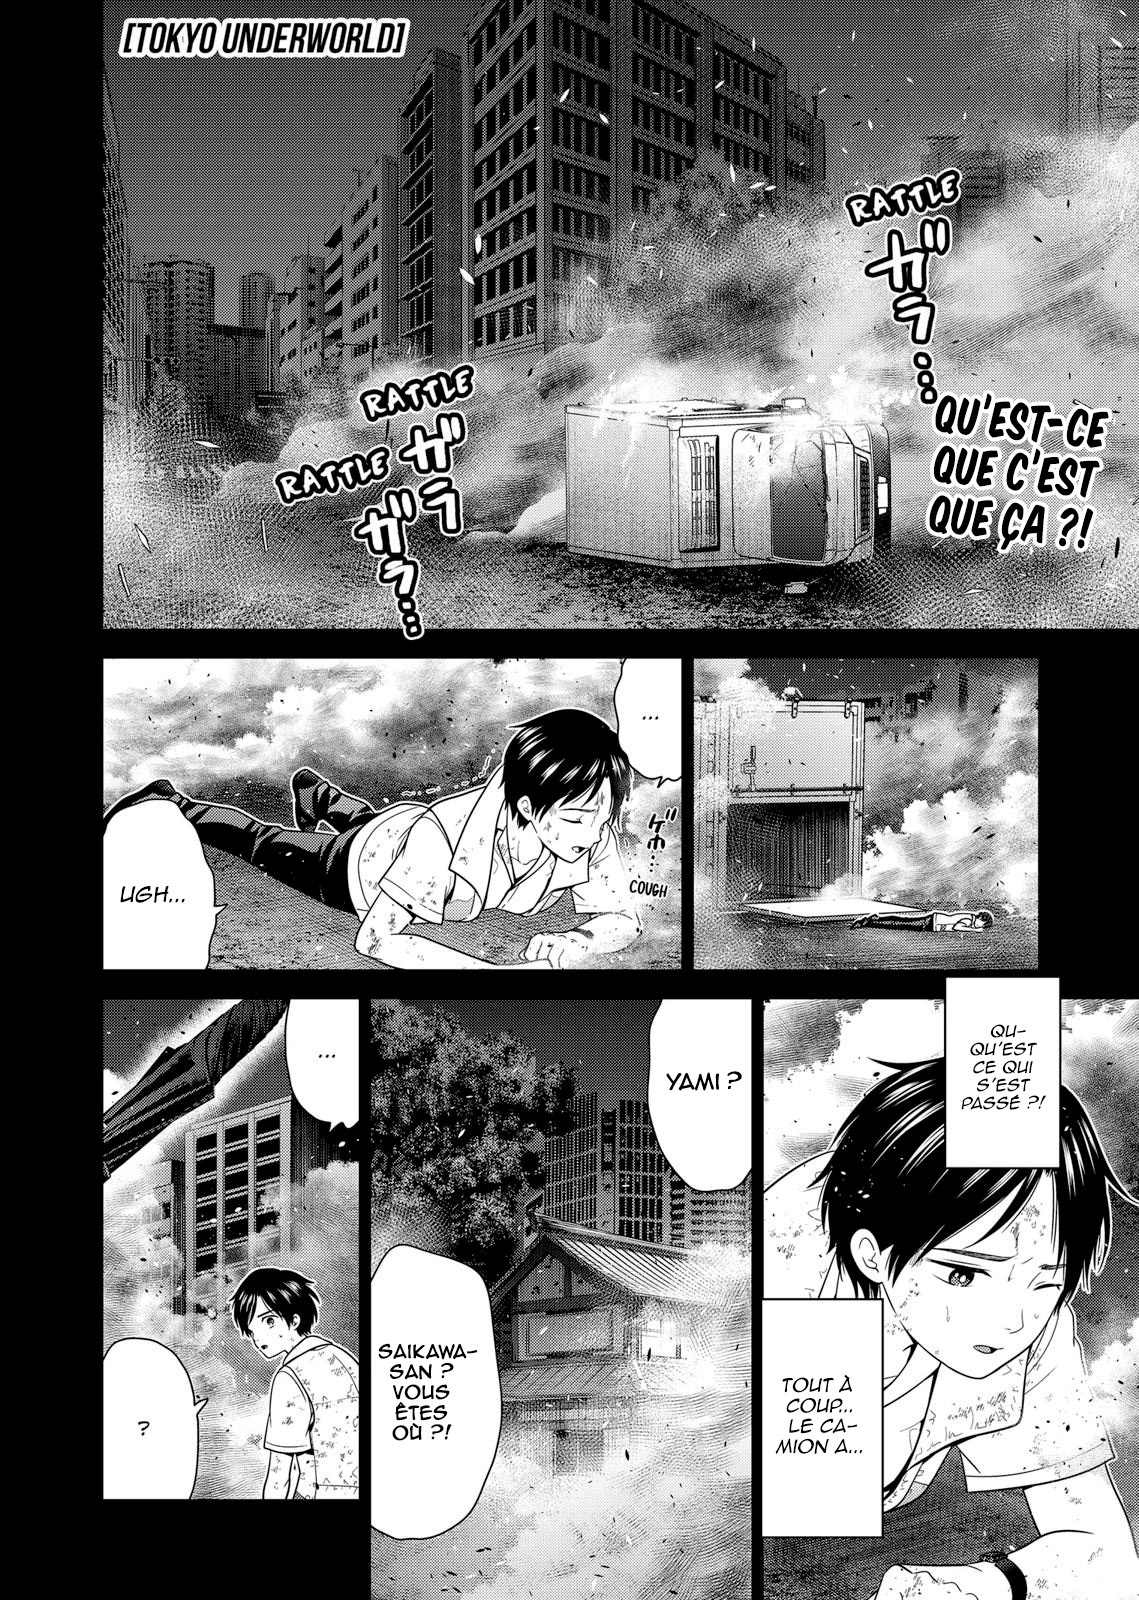 [TOKYO UNDERWORLD]
RATTLE
ガ
ラ…
QU'EST-CE
QUE C'EST
QUE ÇA ?!
RATTLE
ガ
ラ
RATTLE
ガ
ラ…
...
ゲホ…
COUGH
UGH...
QU-
QU'EST
CE QUI
S'EST
PASSÉ ?!
TOUT À
COUP...
LE CA-
MION A...
YAMI ?
SAIKAWA-
SAN ?
VOUS
ÊTES
OÙ ?!
...
?